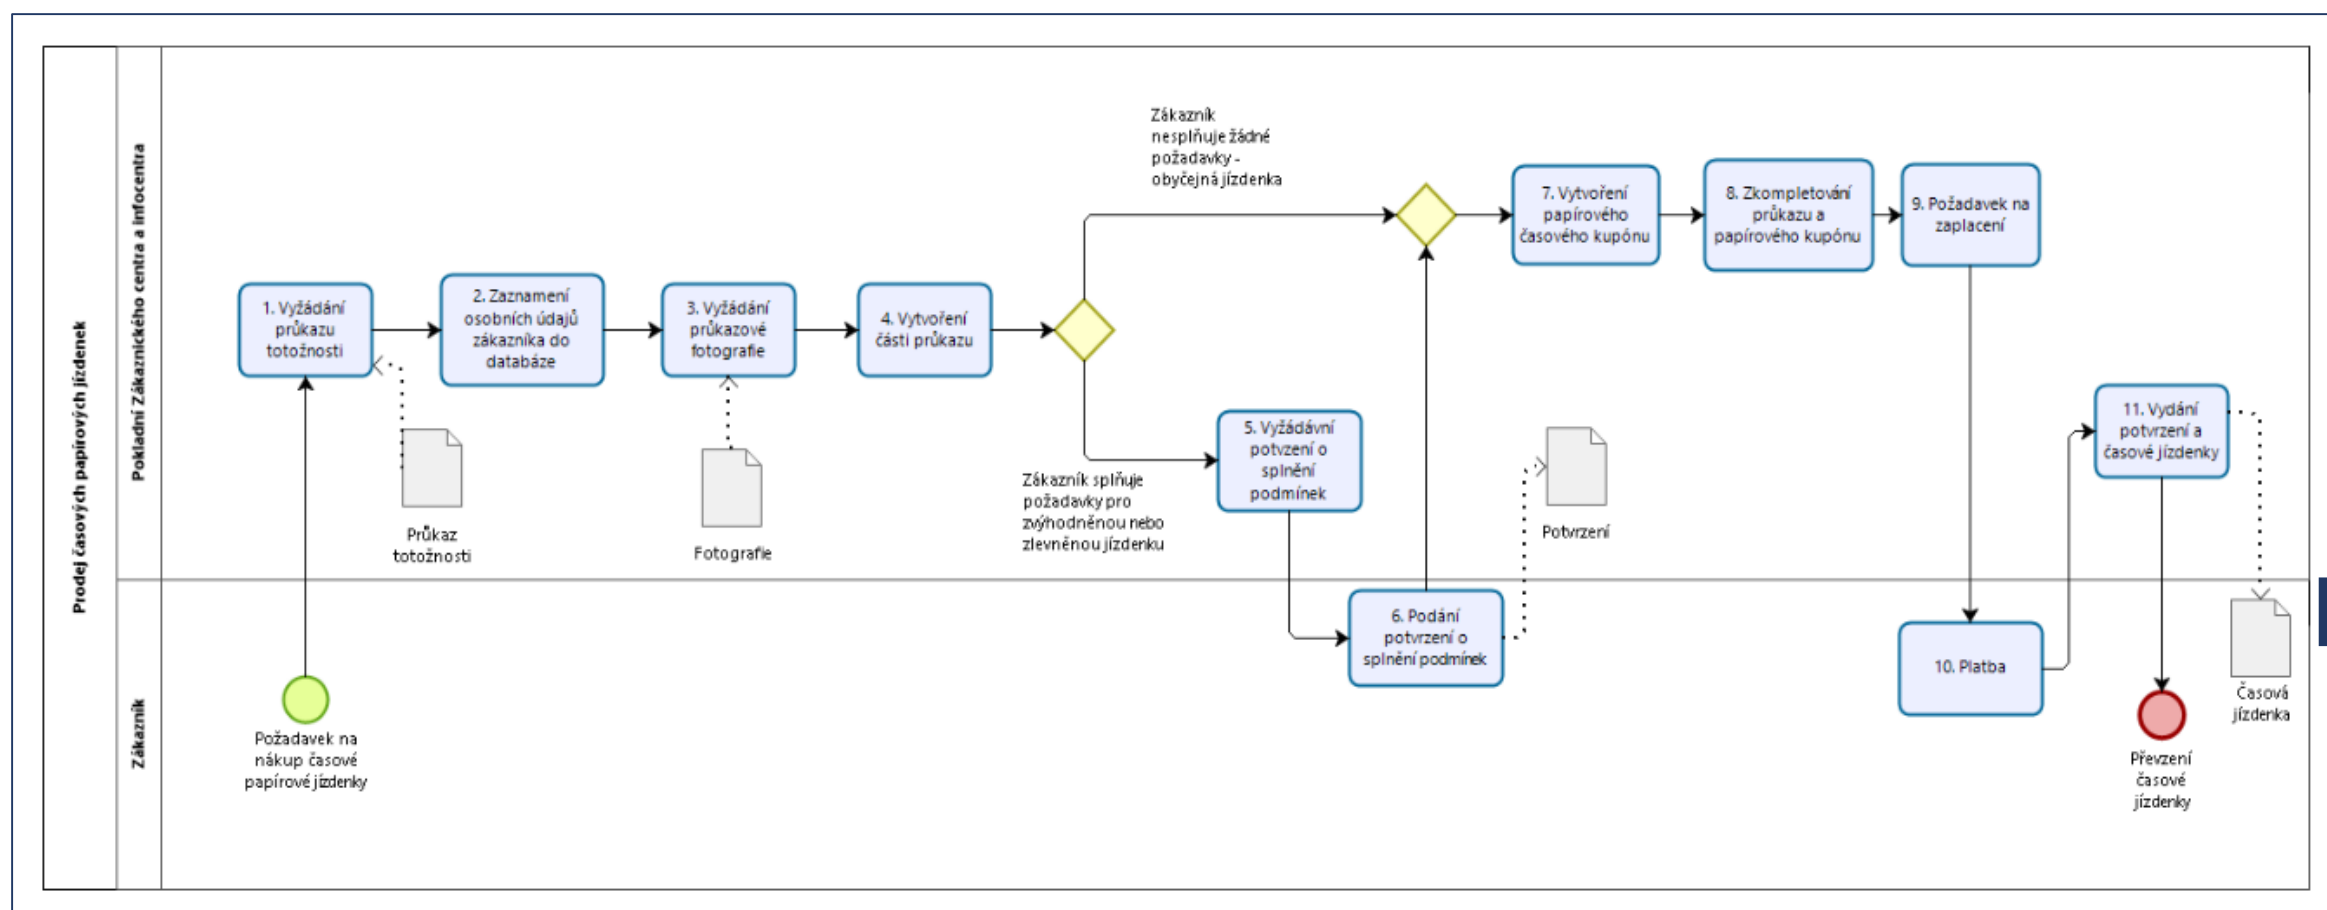 Prodej časových papírových jízdenek
Pokladní Zákaznického centra a infocentra
Zákazník
nesplňuje žádné
požadavky -
obyčejná jízdenka
7. Vytvoření
papírového
časového kupónu
8. Zkompletování
průkazu a
papírového kupónu
9. Požadavek na
zaplacení
1. Vyžádání
průkazu
totožnosti
2. Zaznamení
osobních údajů
zákazníka do
databáze
3. Vyžádání
průkazové
fotografie
4. Vytvoření
části průkazu
5. Vyžádávní
potvzení o
splnění
podmínek
11. Vydání
potvrzení a
časové jízdenky
Zákazník splňuje
požadavky pro
zvýhodněnou nebo
zlevněnou jízdenku
Průkaz
totožnosti
Fotografie
Potvrzení
Zákazník
6. Podání
potvrzení o
splnění podmínek
10. Platba
Časová
jízdenka
Požadavek na
nákup časové
papírové jízdenky
Převzení
časové
jízdenky